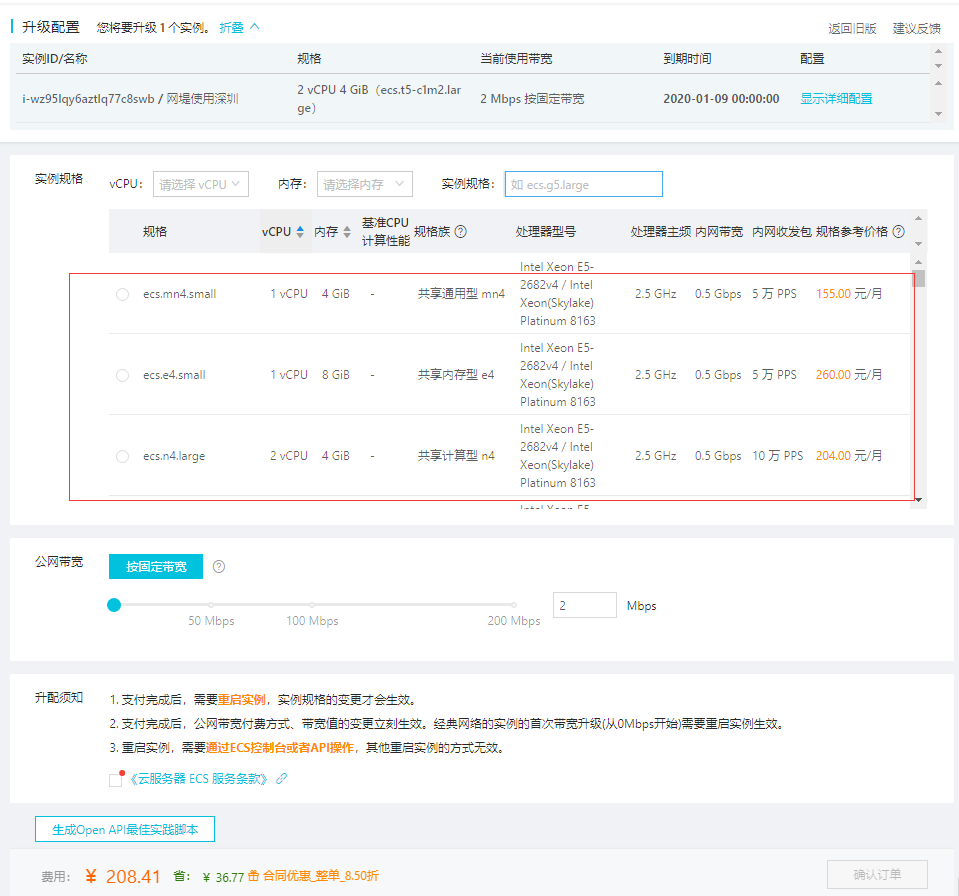 升级配置 您将要升级 1 个实例。 折叠
返回旧版 建议反馈
实例ID/名称 规格 当前使用带宽 到期时间 配置
i-wz95lqy6aztlq77c8swb / 网堤使用深圳 2 vCPU 4 GiB（ecs.t5-c1m2.lar
ge） 2 Mbps 按固定带宽 2020-01-09 00:00:00 显示详细配置
实例规格 vCPU： 请选择 vCPU 内存： 请选择内存 实例规格： 如 ecs.g5.large
规格 vCPU 内存 基准CPU
计算性能 规格族 处理器型号 处理器主频 内网带宽 内网收发包 规格参考价格
ecs.mn4.small 1 vCPU 4 GiB - 共享通用型 mn4 Intel Xeon E5-
2682v4 / Intel
Xeon(Skylake)
Platinum 8163 2.5 GHz 0.5 Gbps 5 万 PPS 155.00 元/月
ecs.e4.small 1 vCPU 8 GiB - 共享内存型 e4 Intel Xeon E5-
2682v4 / Intel
Xeon(Skylake)
Platinum 8163 2.5 GHz 0.5 Gbps 5 万 PPS 260.00 元/月
ecs.n4.large 2 vCPU 4 GiB - 共享计算型 n4 Intel Xeon E5-
2682v4 / Intel
Xeon(Skylake)
Platinum 8163 2.5 GHz 0.5 Gbps 10 万 PPS 204.00 元/月
Intel Xeon E5-
公网带宽 按固定带宽
2 Mbps
50 Mbps 100 Mbps 200 Mbps
升配须知 1. 支付完成后，需要重启实例，实例规格的变更才会生效。
2. 支付完成后，公网带宽付费方式、带宽值的变更立刻生效。经典网络的实例的首次带宽升级(从0Mbps开始)需要重启实例生效。
3. 重启实例，需要通过ECS控制台或者API操作，其他重启实例的方式无效。
《云服务器 ECS 服务条款》
生成Open API最佳实践脚本
费用： ¥ 208.41 省： ¥ 36.77 合同优惠_整单_8.50折 确认订单